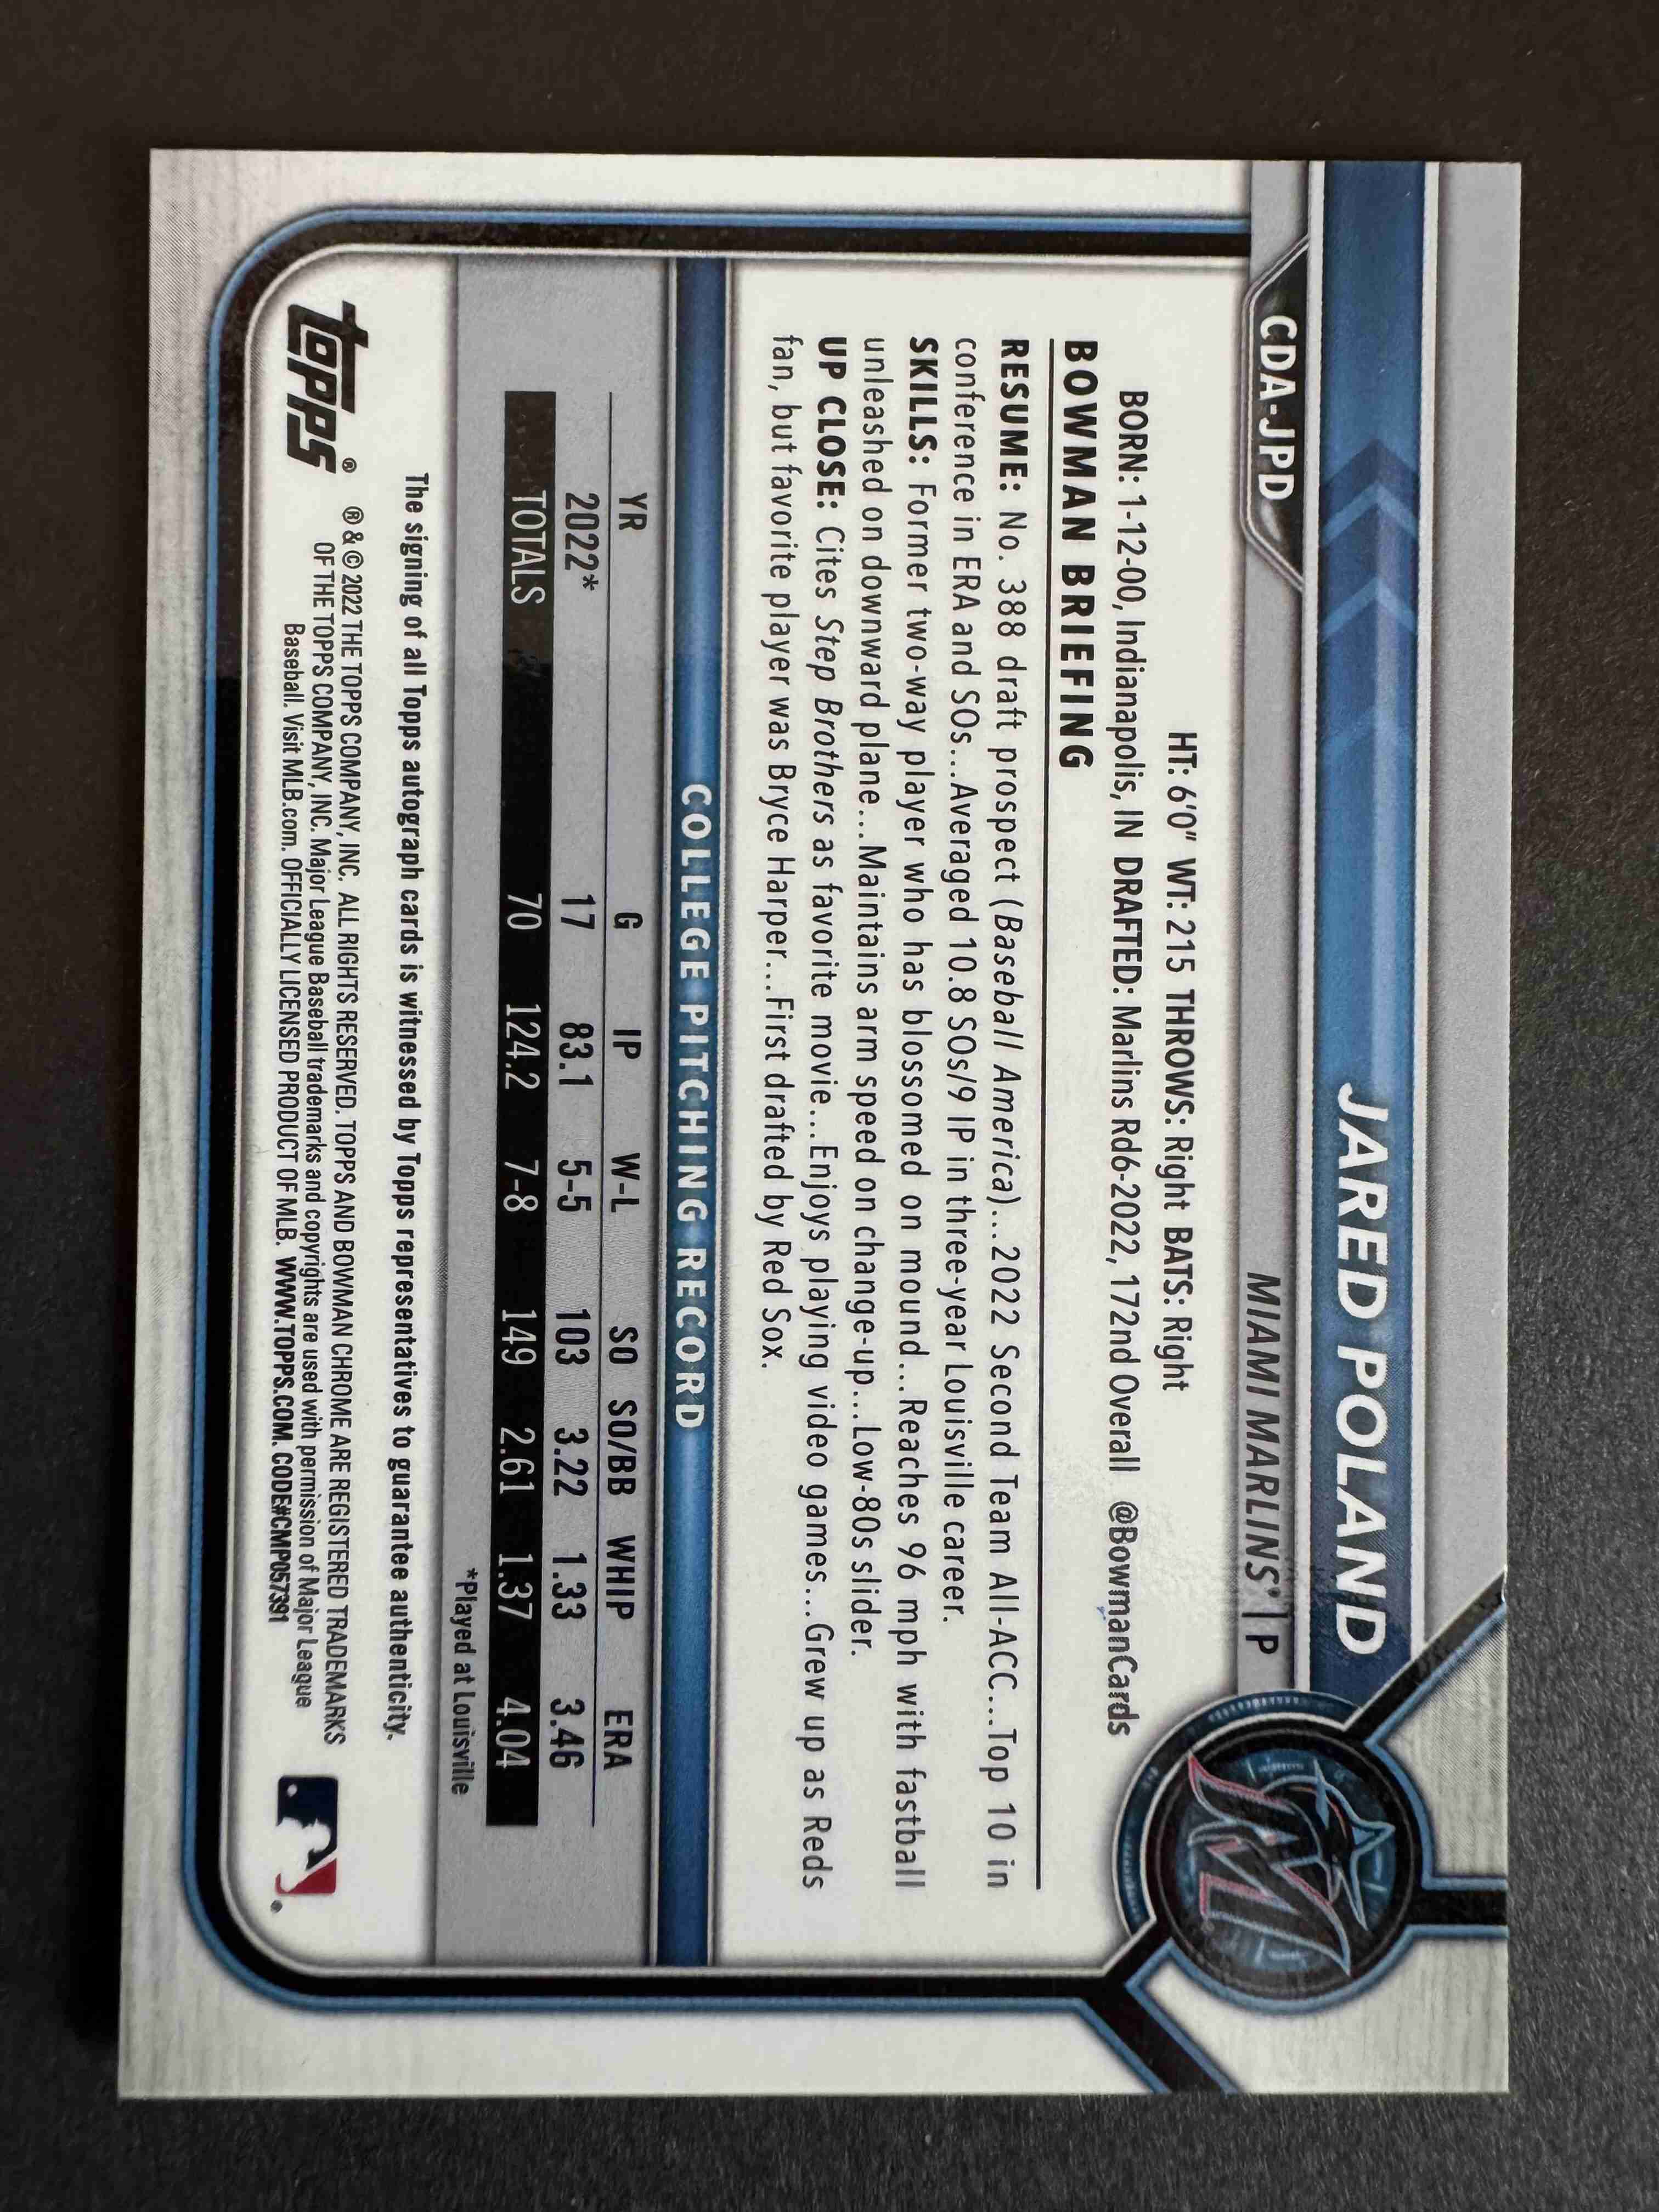 CDA-JPD
JARED POLAND
MIAMI MARLINS® | P
HT: 6'0" WT: 215 THROWS: Right BATS: Right
BORN: 1-12-00, Indianapolis, IN DRAFTED: Marlins Rd6-2022, 172nd Overall @BowmanCards
BOWMAN BRIEFING
RESUME: No. 388 draft prospect (Baseball America)...2022 Second Team All-ACC...Top 10 in
conference in ERA and SOs...Averaged 10.8 SOs/9 IP in three-year Louisville career.
SKILLS: Former two-way player who has blossomed on mound...Reaches 96 mph with fastball
unleashed on downward plane...Maintains arm speed on change-up...Low-80s slider.
UP CLOSE: Cites Step Brothers as favorite movie...Enjoys playing video games...Grew up as Reds
fan, but favorite player was Bryce Harper...First drafted by Red Sox.
COLLEGE PITCHING RECORD
YR G IP W-L SO SO/BB WHIP ERA
2022* 17 83.1 5-5 103 3.22 1.33 3.46
TOTALS 70 124.2 7-8 149 2.61 1.37 4.04
*Played at Louisville
The signing of all Topps autograph cards is witnessed by Topps representatives to guarantee authenticity.
topps®
® & © 2022 THE TOPPS COMPANY, INC. ALL RIGHTS RESERVED. TOPPS AND BOWMAN CHROME ARE REGISTERED TRADEMARKS
OF THE TOPPS COMPANY, INC. Major League Baseball trademarks and copyrights are used with permission of Major League
Baseball. Visit MLB.com. OFFICIALLY LICENSED PRODUCT OF MLB. WWW.TOPPS.COM. CODE#CMP057391